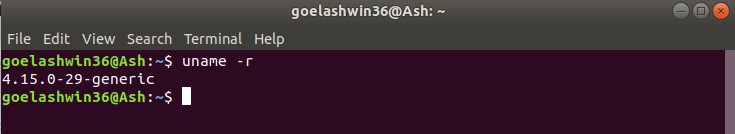 goelashwin36@Ash: ~
File Edit View Search Terminal Help
goelashwin36@Ash:~$ uname -r
4.15.0-29-generic
goelashwin36@Ash:~$